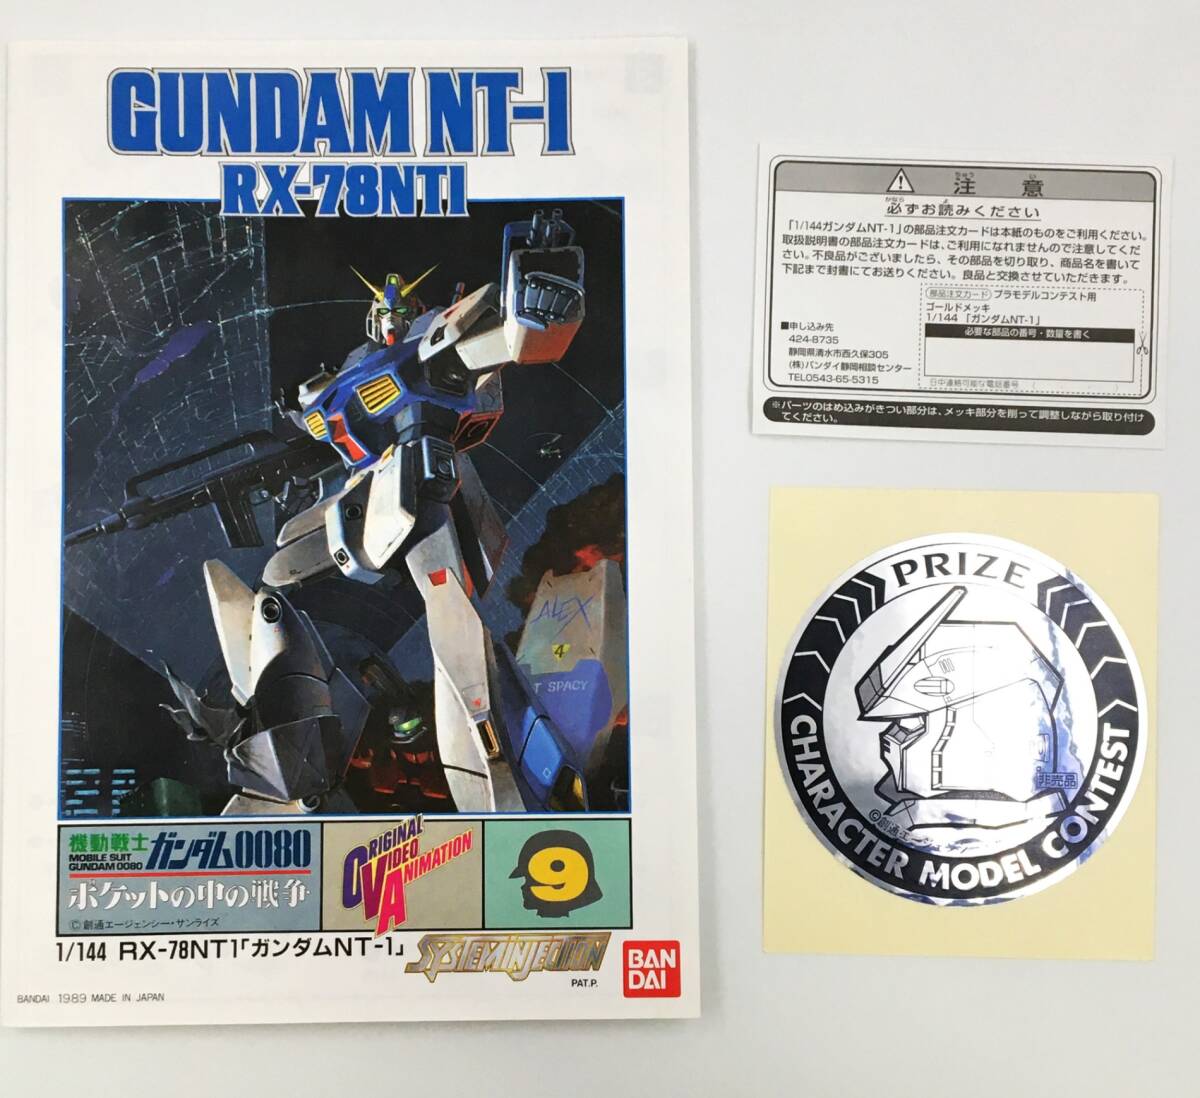 GUNDAM NT-1
RX-78NT1
ALEX
4
T SPACY
機動戦士
MOBILE SUIT
GUNDAM 0080
ガンダム0080
ポケットの中の戦争
©創通エージェンシー・サンライズ
ORIGINAL
VIDEO
ANIMATION
9
1/144 RX-78NT1「ガンダムNT-1」
SYSTEM INJECTION
PAT.P.
BAN
DAI
BANDAI 1989 MADE IN JAPAN
ちゅう い
注 意
かなら よ
必ずお読みください
「1/144ガンダムNT-1」の部品注文カードは本紙のものをご利用ください。
取扱説明書の部品注文カードは、ご利用になれませんので注意してくだ
さい。不良品がございましたら、その部品を切り取り、商品名を書いて
下記まで封書にてお送りください。良品と交換させていただきます。
部品注文カード プラモデルコンテスト用
ゴールドメッキ
1/144 「ガンダムNT-1」
必要な部品の番号・数量を書く
日中連絡可能な電話番号 ( )
■申し込み先
424-8735
静岡県清水市西久保305
(株)バンダイ静岡相談センター
TEL0543-65-5315
※パーツのはめ込みがきつい部分は、メッキ部分を削って調整しながら取り付け
てください。
PRIZE
非売品
©創通エージ
CHARACTER MODEL CONTEST